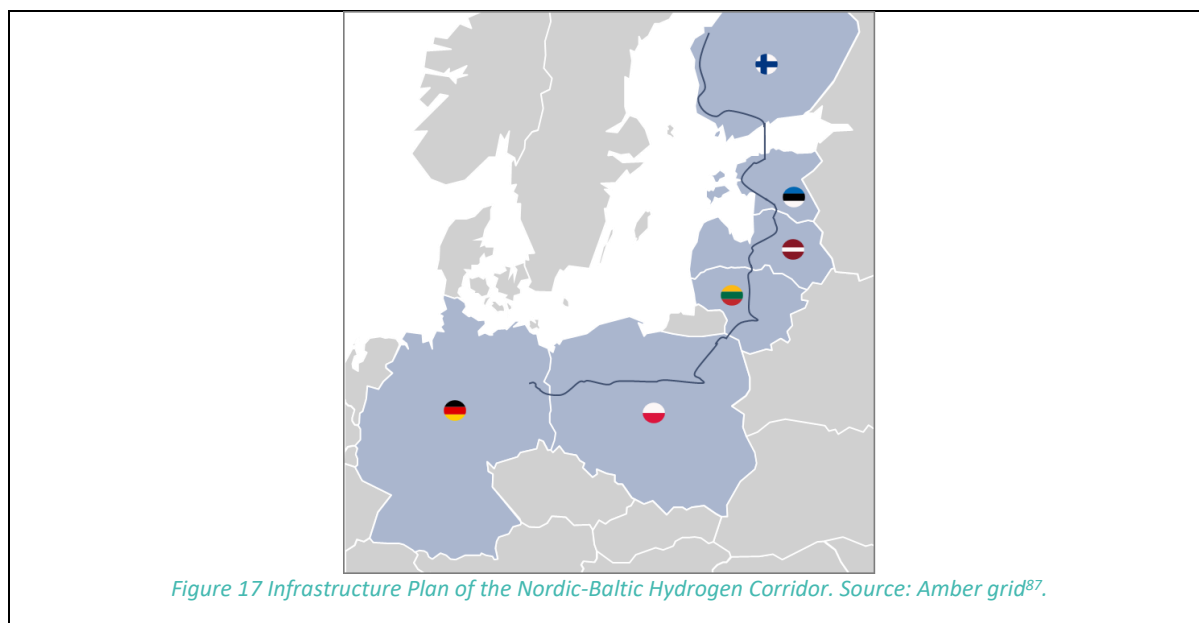 Figure 17 Infrastructure Plan of the Nordic-Baltic Hydrogen Corridor. Source: Amber grid87.